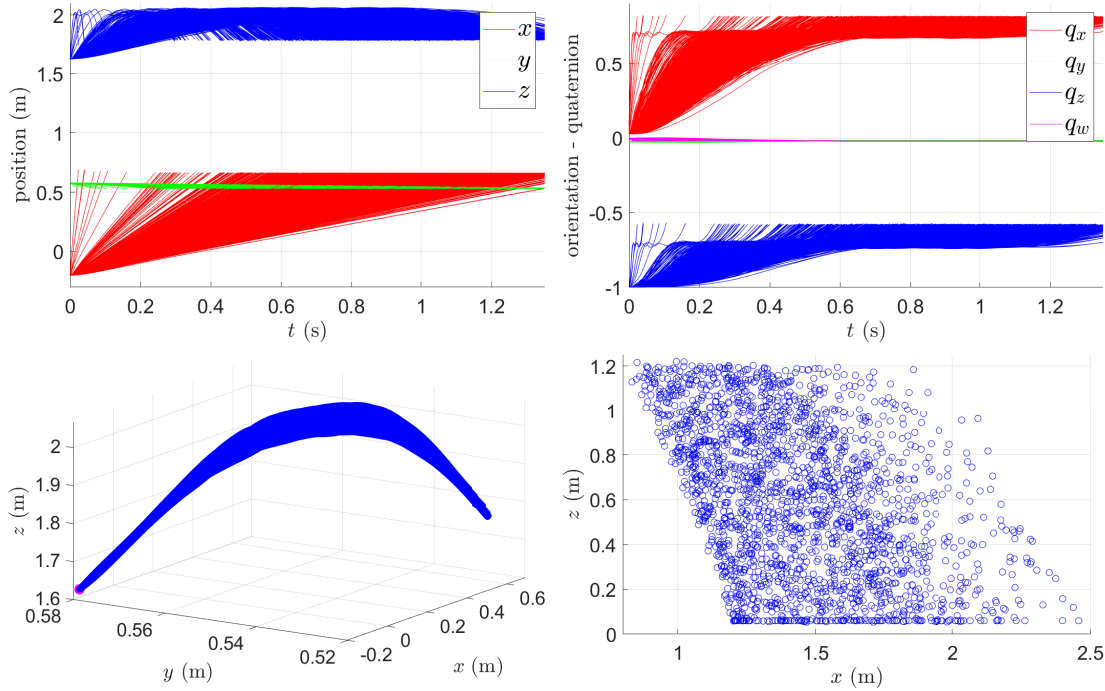 position (m)
2
1.5
1
0.5
0
x
y
z
0 0.2 0.4 0.6 0.8 1 1.2
t (s)
orientation - quaternion
0.5
0
-0.5
-1
q_x
q_y
q_z
q_w
0 0.2 0.4 0.6 0.8 1 1.2
t (s)
z (m)
2
1.9
1.8
1.7
1.6
0.58 0.56 0.54 0.52
y (m)
-0.2 0 0.2 0.4 0.6
x (m)
z (m)
1.2
1
0.8
0.6
0.4
0.2
0
1 1.5 2 2.5
x (m)